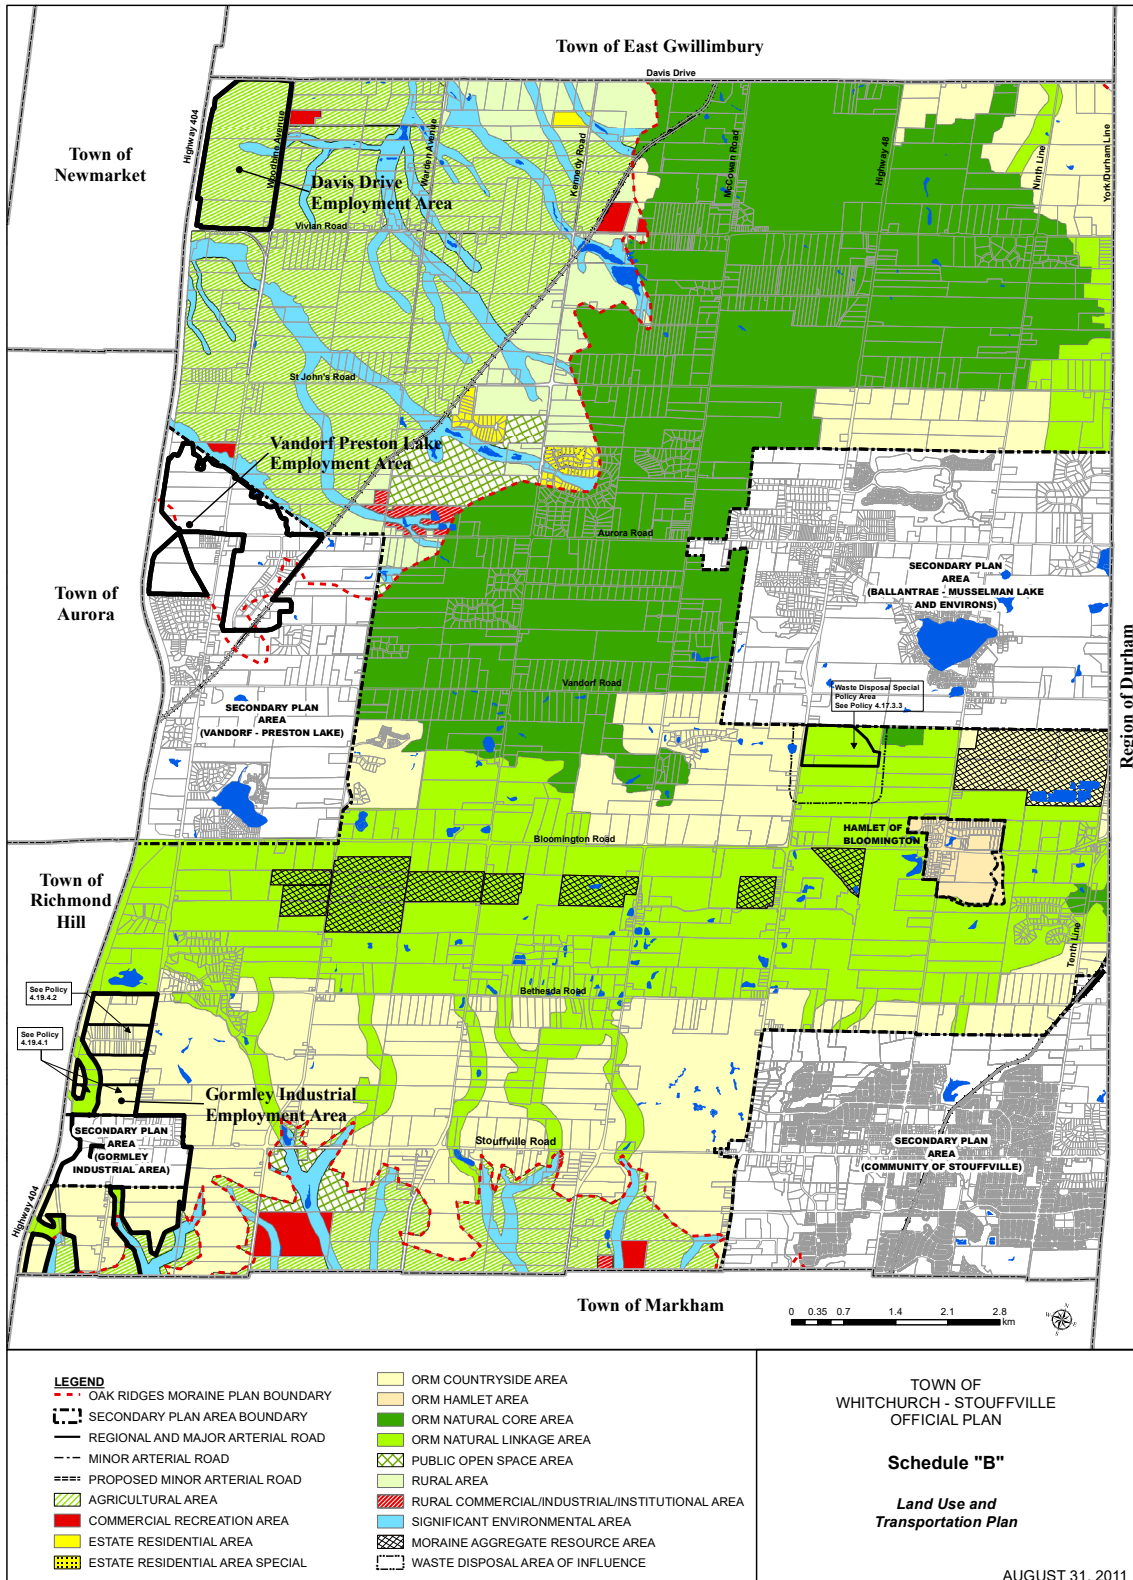 Town of East Gwillimbury
Davis Drive
Town of
Newmarket
Highway 404
Woodbine Avenue
Warden Avenue
Kennedy Road
McCowan Road
Highway 48
Ninth Line
York/Durham Line
Davis Drive
Employment Area
Vivian Road
St John's Road
Vandorf Preston Lake
Employment Area
Aurora Road
Town of
Aurora
SECONDARY PLAN
AREA
(BALLANTRAE - MUSSELMAN LAKE
AND ENVIRONS)
Region of Durham
Vandorf Road
Waste Disposal Special
Policy Area
See Policy 4.17.3.3
SECONDARY PLAN
AREA
(VANDORF - PRESTON LAKE)
HAMLET OF
BLOOMINGTON
Bloomington Road
Town of
Richmond
Hill
Tenth Line
See Policy
4.19.4.2
Bethesda Road
See Policy
4.19.4.1
Gormley Industrial
Employment Area
SECONDARY PLAN
AREA
(GORMLEY
INDUSTRIAL AREA)
Stouffville Road
SECONDARY PLAN
AREA
(COMMUNITY OF STOUFFVILLE)
Highway 404
Town of Markham
0 0.35 0.7 1.4 2.1 2.8
km
N
E
S
W
LEGEND
OAK RIDGES MORAINE PLAN BOUNDARY
SECONDARY PLAN AREA BOUNDARY
REGIONAL AND MAJOR ARTERIAL ROAD
MINOR ARTERIAL ROAD
PROPOSED MINOR ARTERIAL ROAD
AGRICULTURAL AREA
COMMERCIAL RECREATION AREA
ESTATE RESIDENTIAL AREA
ESTATE RESIDENTIAL AREA SPECIAL
ORM COUNTRYSIDE AREA
ORM HAMLET AREA
ORM NATURAL CORE AREA
ORM NATURAL LINKAGE AREA
PUBLIC OPEN SPACE AREA
RURAL AREA
RURAL COMMERCIAL/INDUSTRIAL/INSTITUTIONAL AREA
SIGNIFICANT ENVIRONMENTAL AREA
MORAINE AGGREGATE RESOURCE AREA
WASTE DISPOSAL AREA OF INFLUENCE
TOWN OF
WHITCHURCH - STOUFFVILLE
OFFICIAL PLAN
Schedule "B"
Land Use and
Transportation Plan
AUGUST 31, 2011